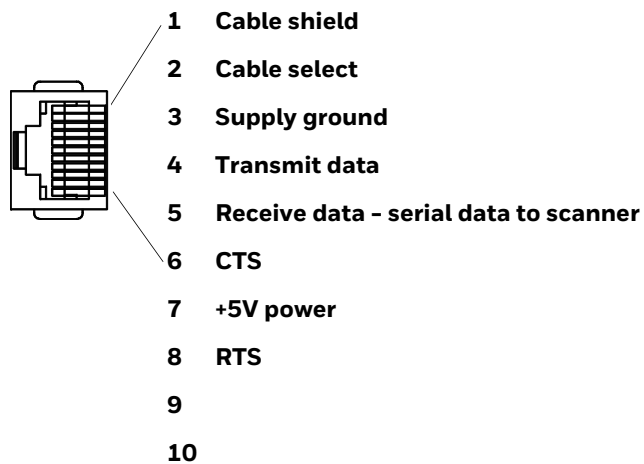 1 Cable shield
2 Cable select
3 Supply ground
4 Transmit data
5 Receive data - serial data to scanner
6 CTS
7 +5V power
8 RTS
9
10